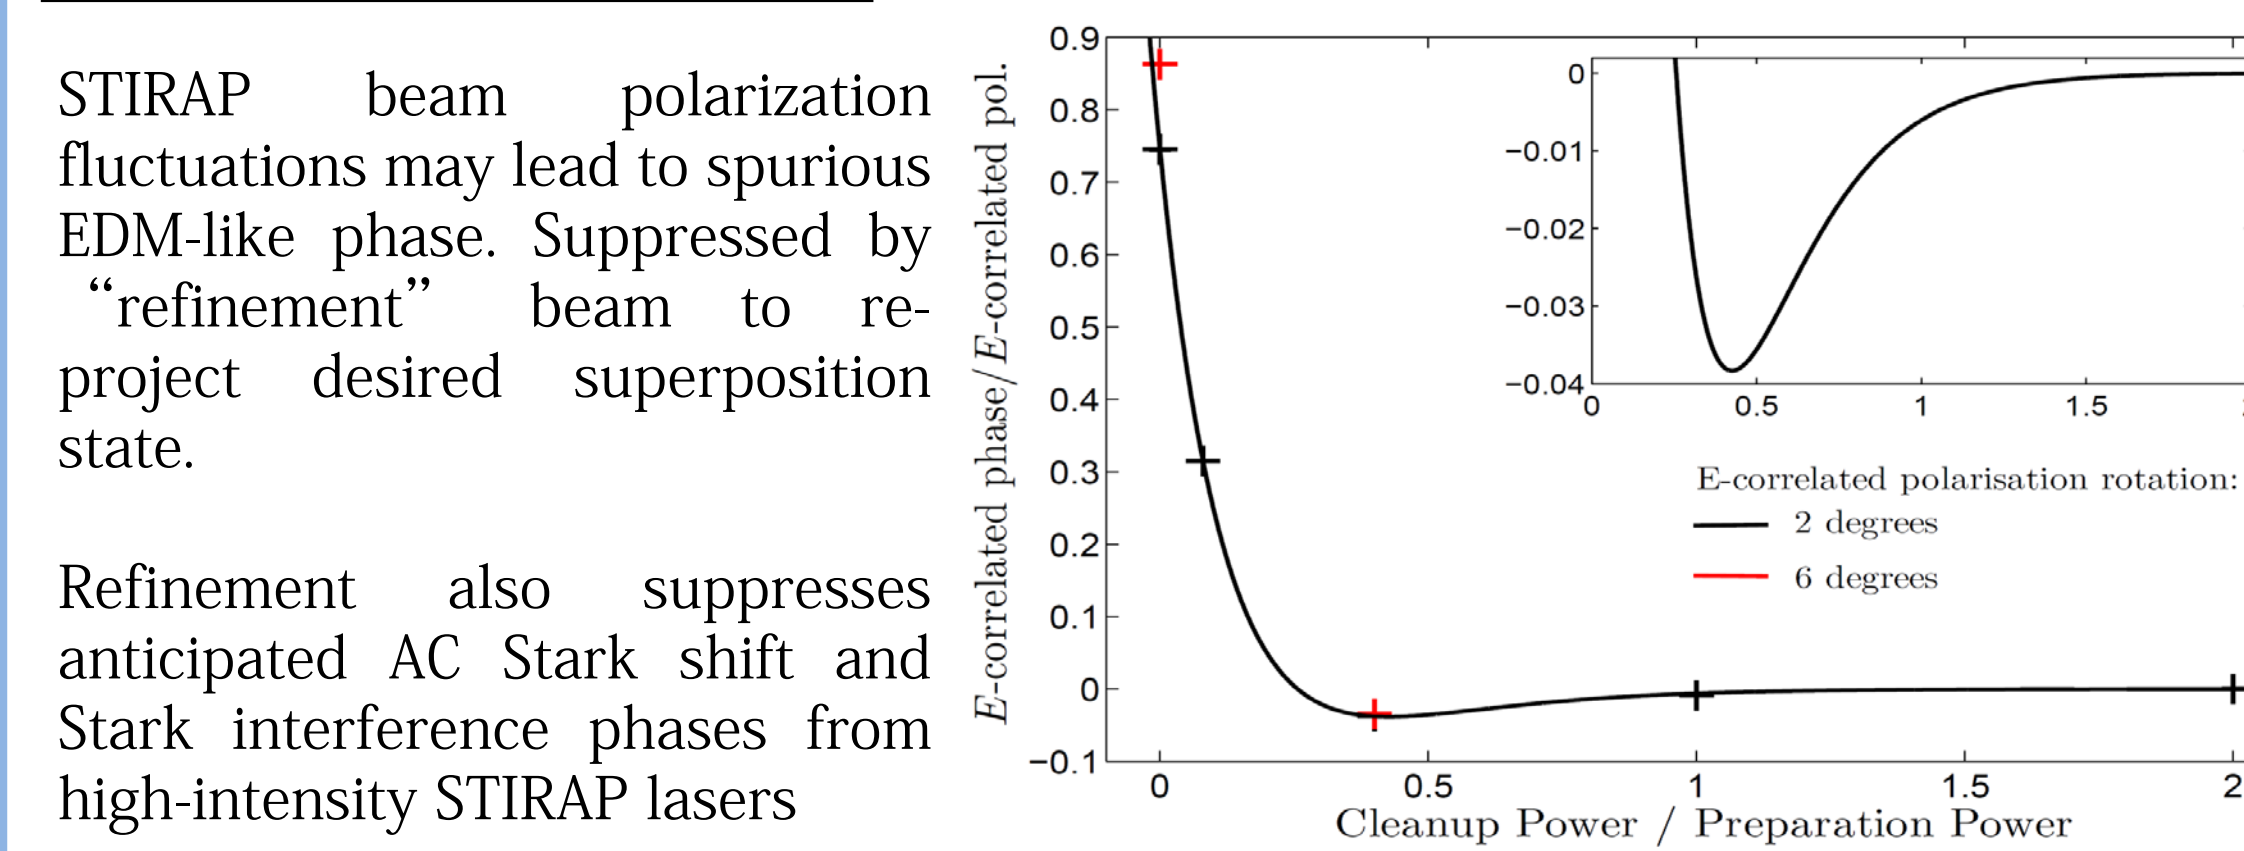 STIRAP beam polarization
fluctuations may lead to spurious
EDM-like phase. Suppressed by
“refinement” beam to re-
project desired superposition
state.
Refinement also suppresses
anticipated AC Stark shift and
Stark interference phases from
high-intensity STIRAP lasers
E-correlated phase/E-correlated pol.
0.9
0.8
0.7
0.6
0.5
0.4
0.3
0.2
0.1
0
−0.1
0 0.5 1 1.5 2
Cleanup Power / Preparation Power
0
−0.01
−0.02
−0.03
−0.04
0 0.5 1 1.5
E-correlated polarisation rotation:
2 degrees
6 degrees